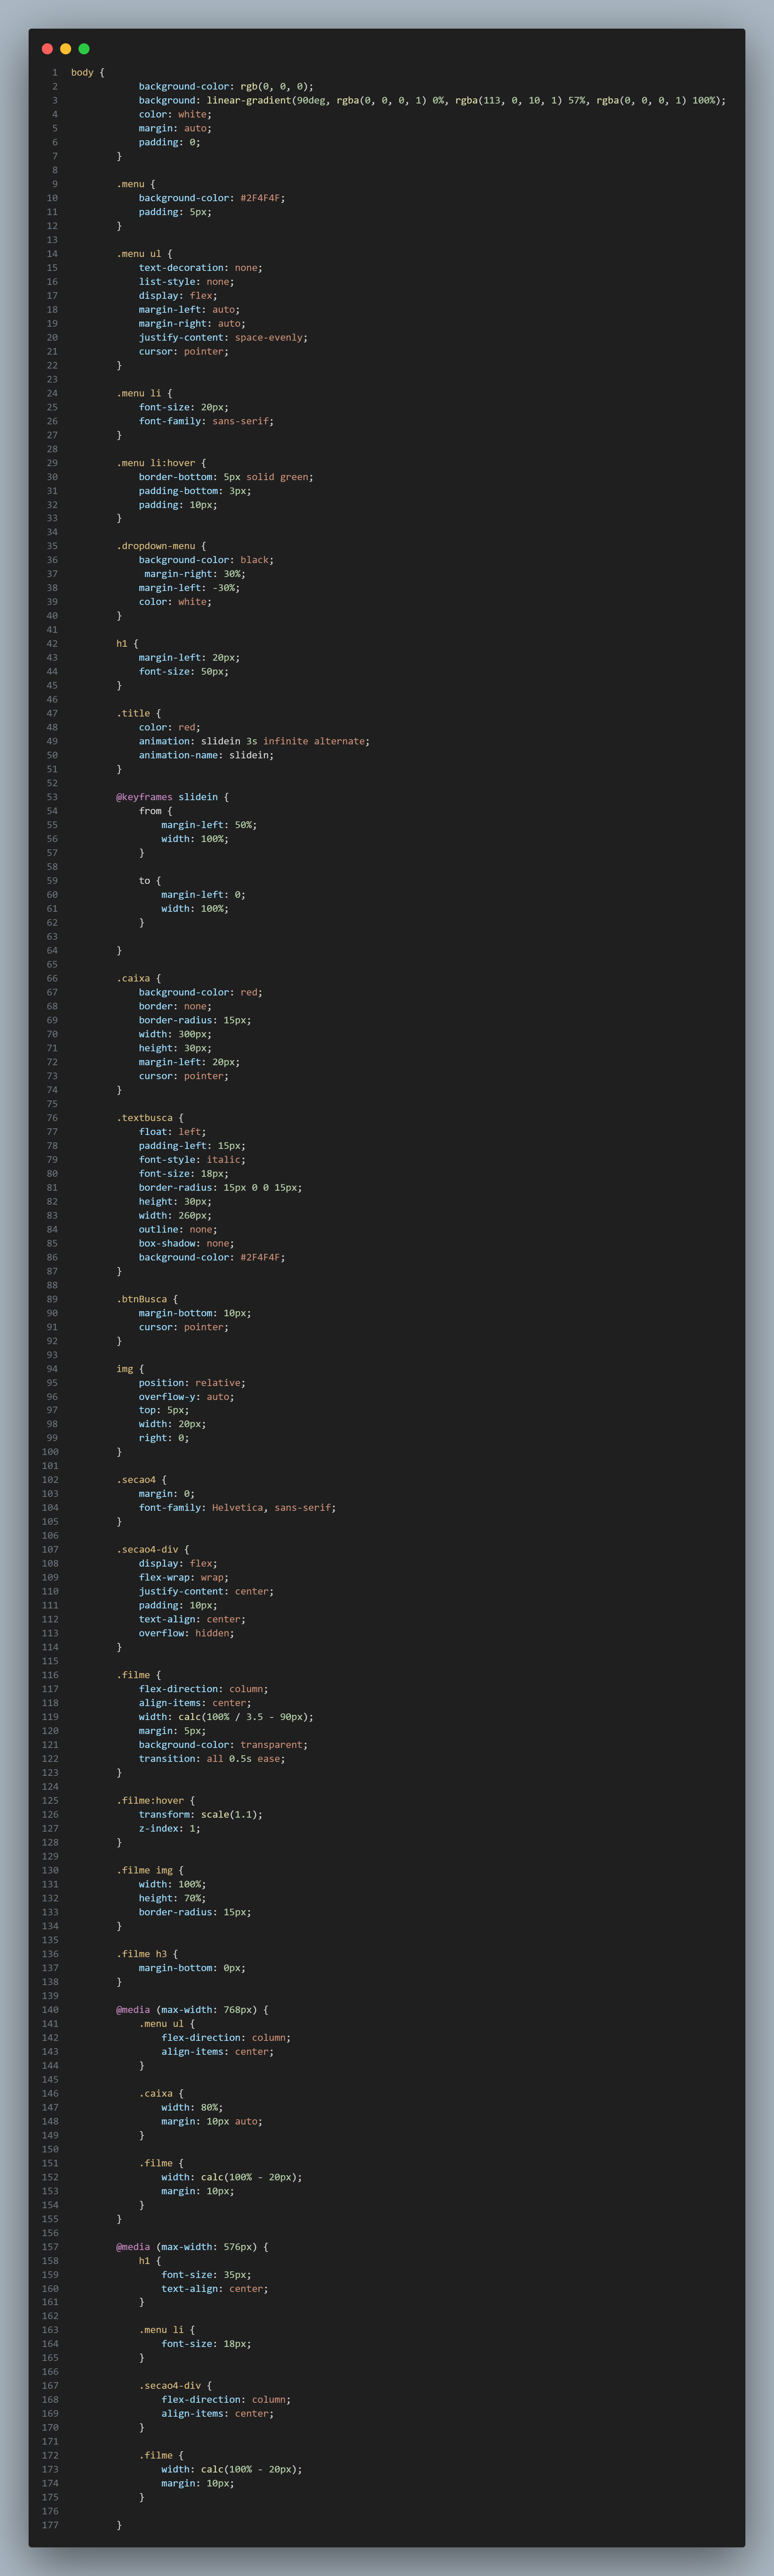 1 body {
2 background-color: rgb(0, 0, 0);
3 background: linear-gradient(90deg, rgba(0, 0, 0, 1) 0%, rgba(113, 0, 10, 1) 57%, rgba(0, 0, 0, 1) 100%);
4 color: white;
5 margin: auto;
6 padding: 0;
7 }
8
9 .menu {
10 background-color: #2F4F4F;
11 padding: 5px;
12 }
13
14 .menu ul {
15 text-decoration: none;
16 list-style: none;
17 display: flex;
18 margin-left: auto;
19 margin-right: auto;
20 justify-content: space-evenly;
21 cursor: pointer;
22 }
23
24 .menu li {
25 font-size: 20px;
26 font-family: sans-serif;
27 }
28
29 .menu li:hover {
30 border-bottom: 5px solid green;
31 padding-bottom: 3px;
32 padding: 10px;
33 }
34
35 .dropdown-menu {
36 background-color: black;
37 margin-right: 30%;
38 margin-left: -30%;
39 color: white;
40 }
41
42 h1 {
43 margin-left: 20px;
44 font-size: 50px;
45 }
46
47 .title {
48 color: red;
49 animation: slidein 3s infinite alternate;
50 animation-name: slidein;
51 }
52
53 @keyframes slidein {
54 from {
55 margin-left: 50%;
56 width: 100%;
57 }
58
59 to {
60 margin-left: 0;
61 width: 100%;
62 }
63
64 }
65
66 .caixa {
67 background-color: red;
68 border: none;
69 border-radius: 15px;
70 width: 300px;
71 height: 30px;
72 margin-left: 20px;
73 cursor: pointer;
74 }
75
76 .textbusca {
77 float: left;
78 padding-left: 15px;
79 font-style: italic;
80 font-size: 18px;
81 border-radius: 15px 0 0 15px;
82 height: 30px;
83 width: 260px;
84 outline: none;
85 box-shadow: none;
86 background-color: #2F4F4F;
87 }
88
89 .btnBusca {
90 margin-bottom: 10px;
91 cursor: pointer;
92 }
93
94 img {
95 position: relative;
96 overflow-y: auto;
97 top: 5px;
98 width: 20px;
99 right: 0;
100 }
101
102 .secao4 {
103 margin: 0;
104 font-family: Helvetica, sans-serif;
105 }
106
107 .secao4-div {
108 display: flex;
109 flex-wrap: wrap;
110 justify-content: center;
111 padding: 10px;
112 text-align: center;
113 overflow: hidden;
114 }
115
116 .filme {
117 flex-direction: column;
118 align-items: center;
119 width: calc(100% / 3.5 - 90px);
120 margin: 5px;
121 background-color: transparent;
122 transition: all 0.5s ease;
123 }
124
125 .filme:hover {
126 transform: scale(1.1);
127 z-index: 1;
128 }
129
130 .filme img {
131 width: 100%;
132 height: 70%;
133 border-radius: 15px;
134 }
135
136 .filme h3 {
137 margin-bottom: 0px;
138 }
139
140 @media (max-width: 768px) {
141 .menu ul {
142 flex-direction: column;
143 align-items: center;
144 }
145
146 .caixa {
147 width: 80%;
148 margin: 10px auto;
149 }
150
151 .filme {
152 width: calc(100% - 20px);
153 margin: 10px;
154 }
155 }
156
157 @media (max-width: 576px) {
158 h1 {
159 font-size: 35px;
160 text-align: center;
161 }
162
163 .menu li {
164 font-size: 18px;
165 }
166
167 .secao4-div {
168 flex-direction: column;
169 align-items: center;
170 }
171
172 .filme {
173 width: calc(100% - 20px);
174 margin: 10px;
175 }
176
177 }